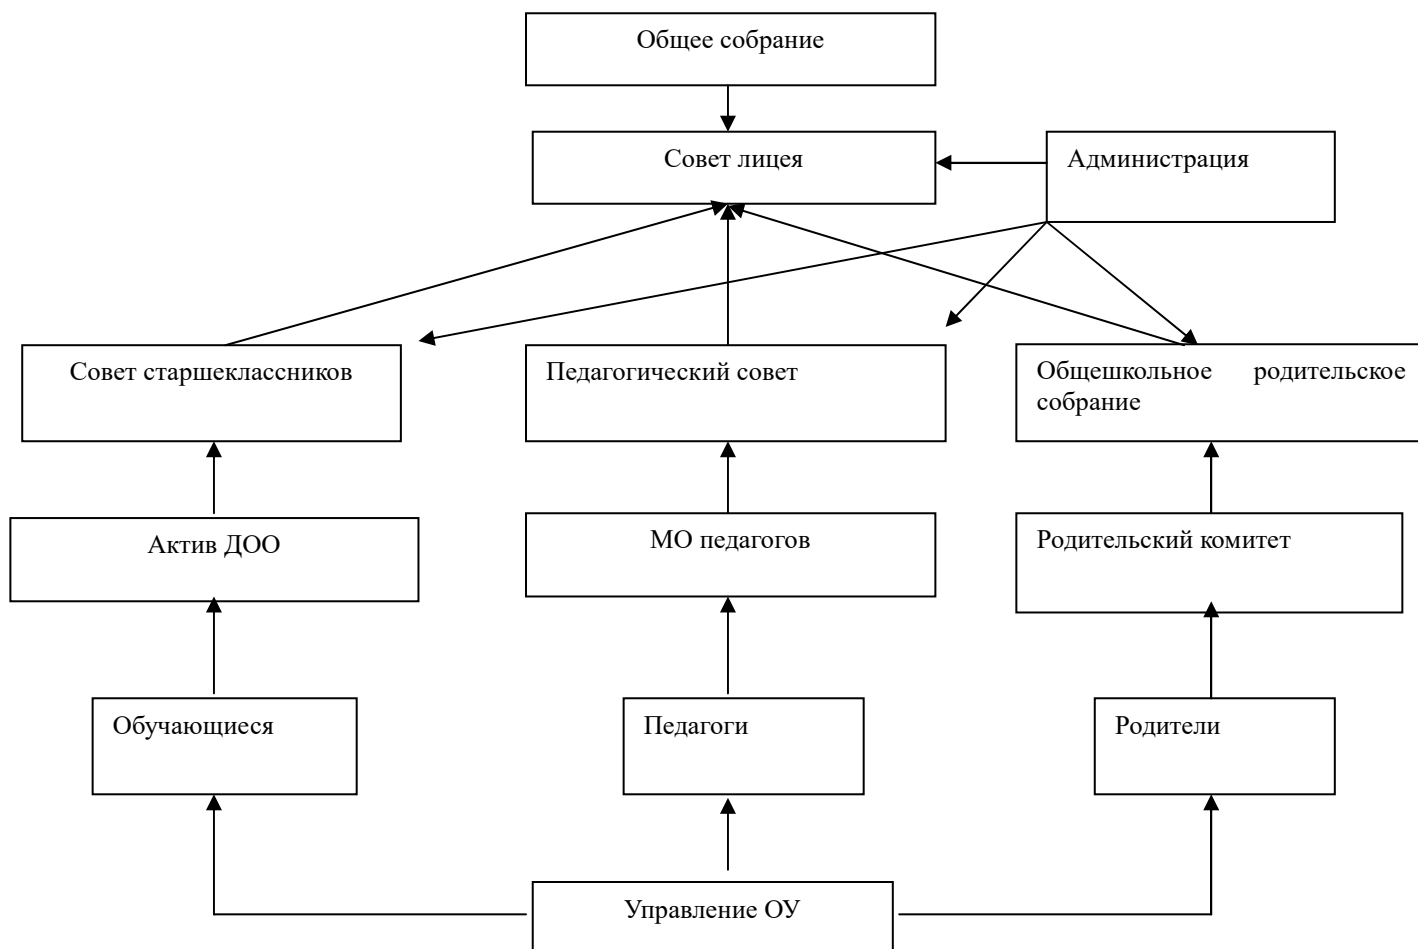 Общее собрание
Совет лицея
Администрация
Совет старшеклассников
Педагогический совет
Общешкольное родительское
собрание
Актив ДОО
МО педагогов
Родительский комитет
Обучающиеся
Педагоги
Родители
Управление ОУ